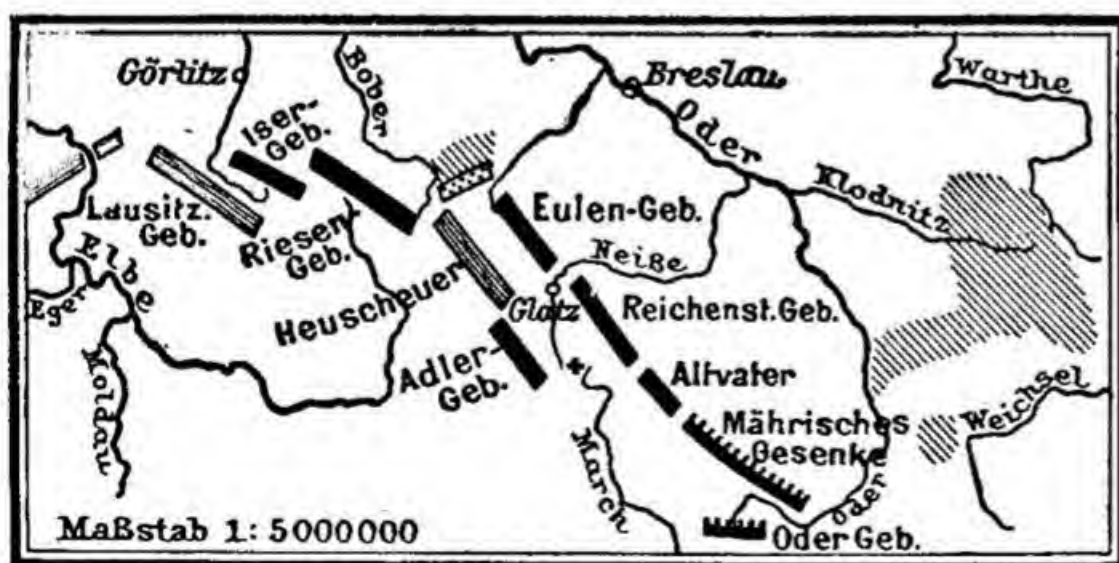 Görlitz
Bober
Breslau
Warthe
Iser-
Geb.
Oder
Klodnitz
Lausitz.
Geb.
Riesen
Geb.
Eulen-Geb.
Elbe
Eger
Neiße
Heuscheuer
Glatz
Reichenst. Geb.
Moldau
Adler-
Geb.
Altvater
Weichsel
Mährisches
Gesenke
March
Oder
Maßstab 1: 5000000
Oder Geb.